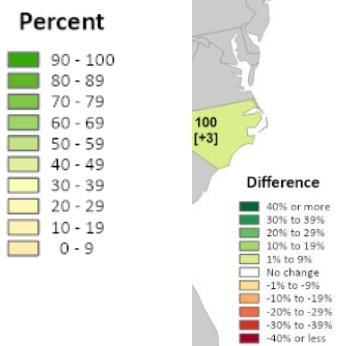 Percent
90 - 100
80 - 89
70 - 79
60 - 69
50 - 59
40 - 49
30 - 39
20 - 29
10 - 19
0 - 9
100
[+3]
Difference
40% or more
30% to 39%
20% to 29%
10% to 19%
1% to 9%
No change
-1% to -9%
-10% to -19%
-20% to -29%
-30% to -39%
-40% or less